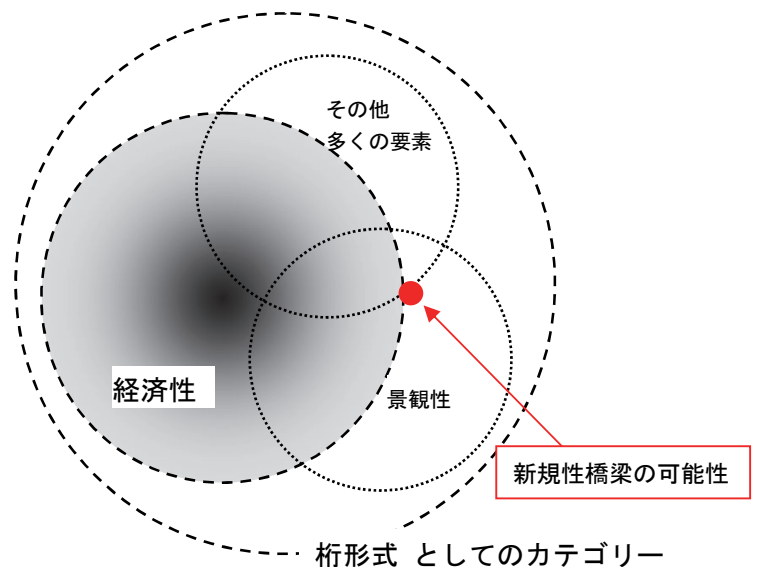 その他
多くの要素
経済性
景観性
新規性橋梁の可能性
桁形式 としてのカテゴリー